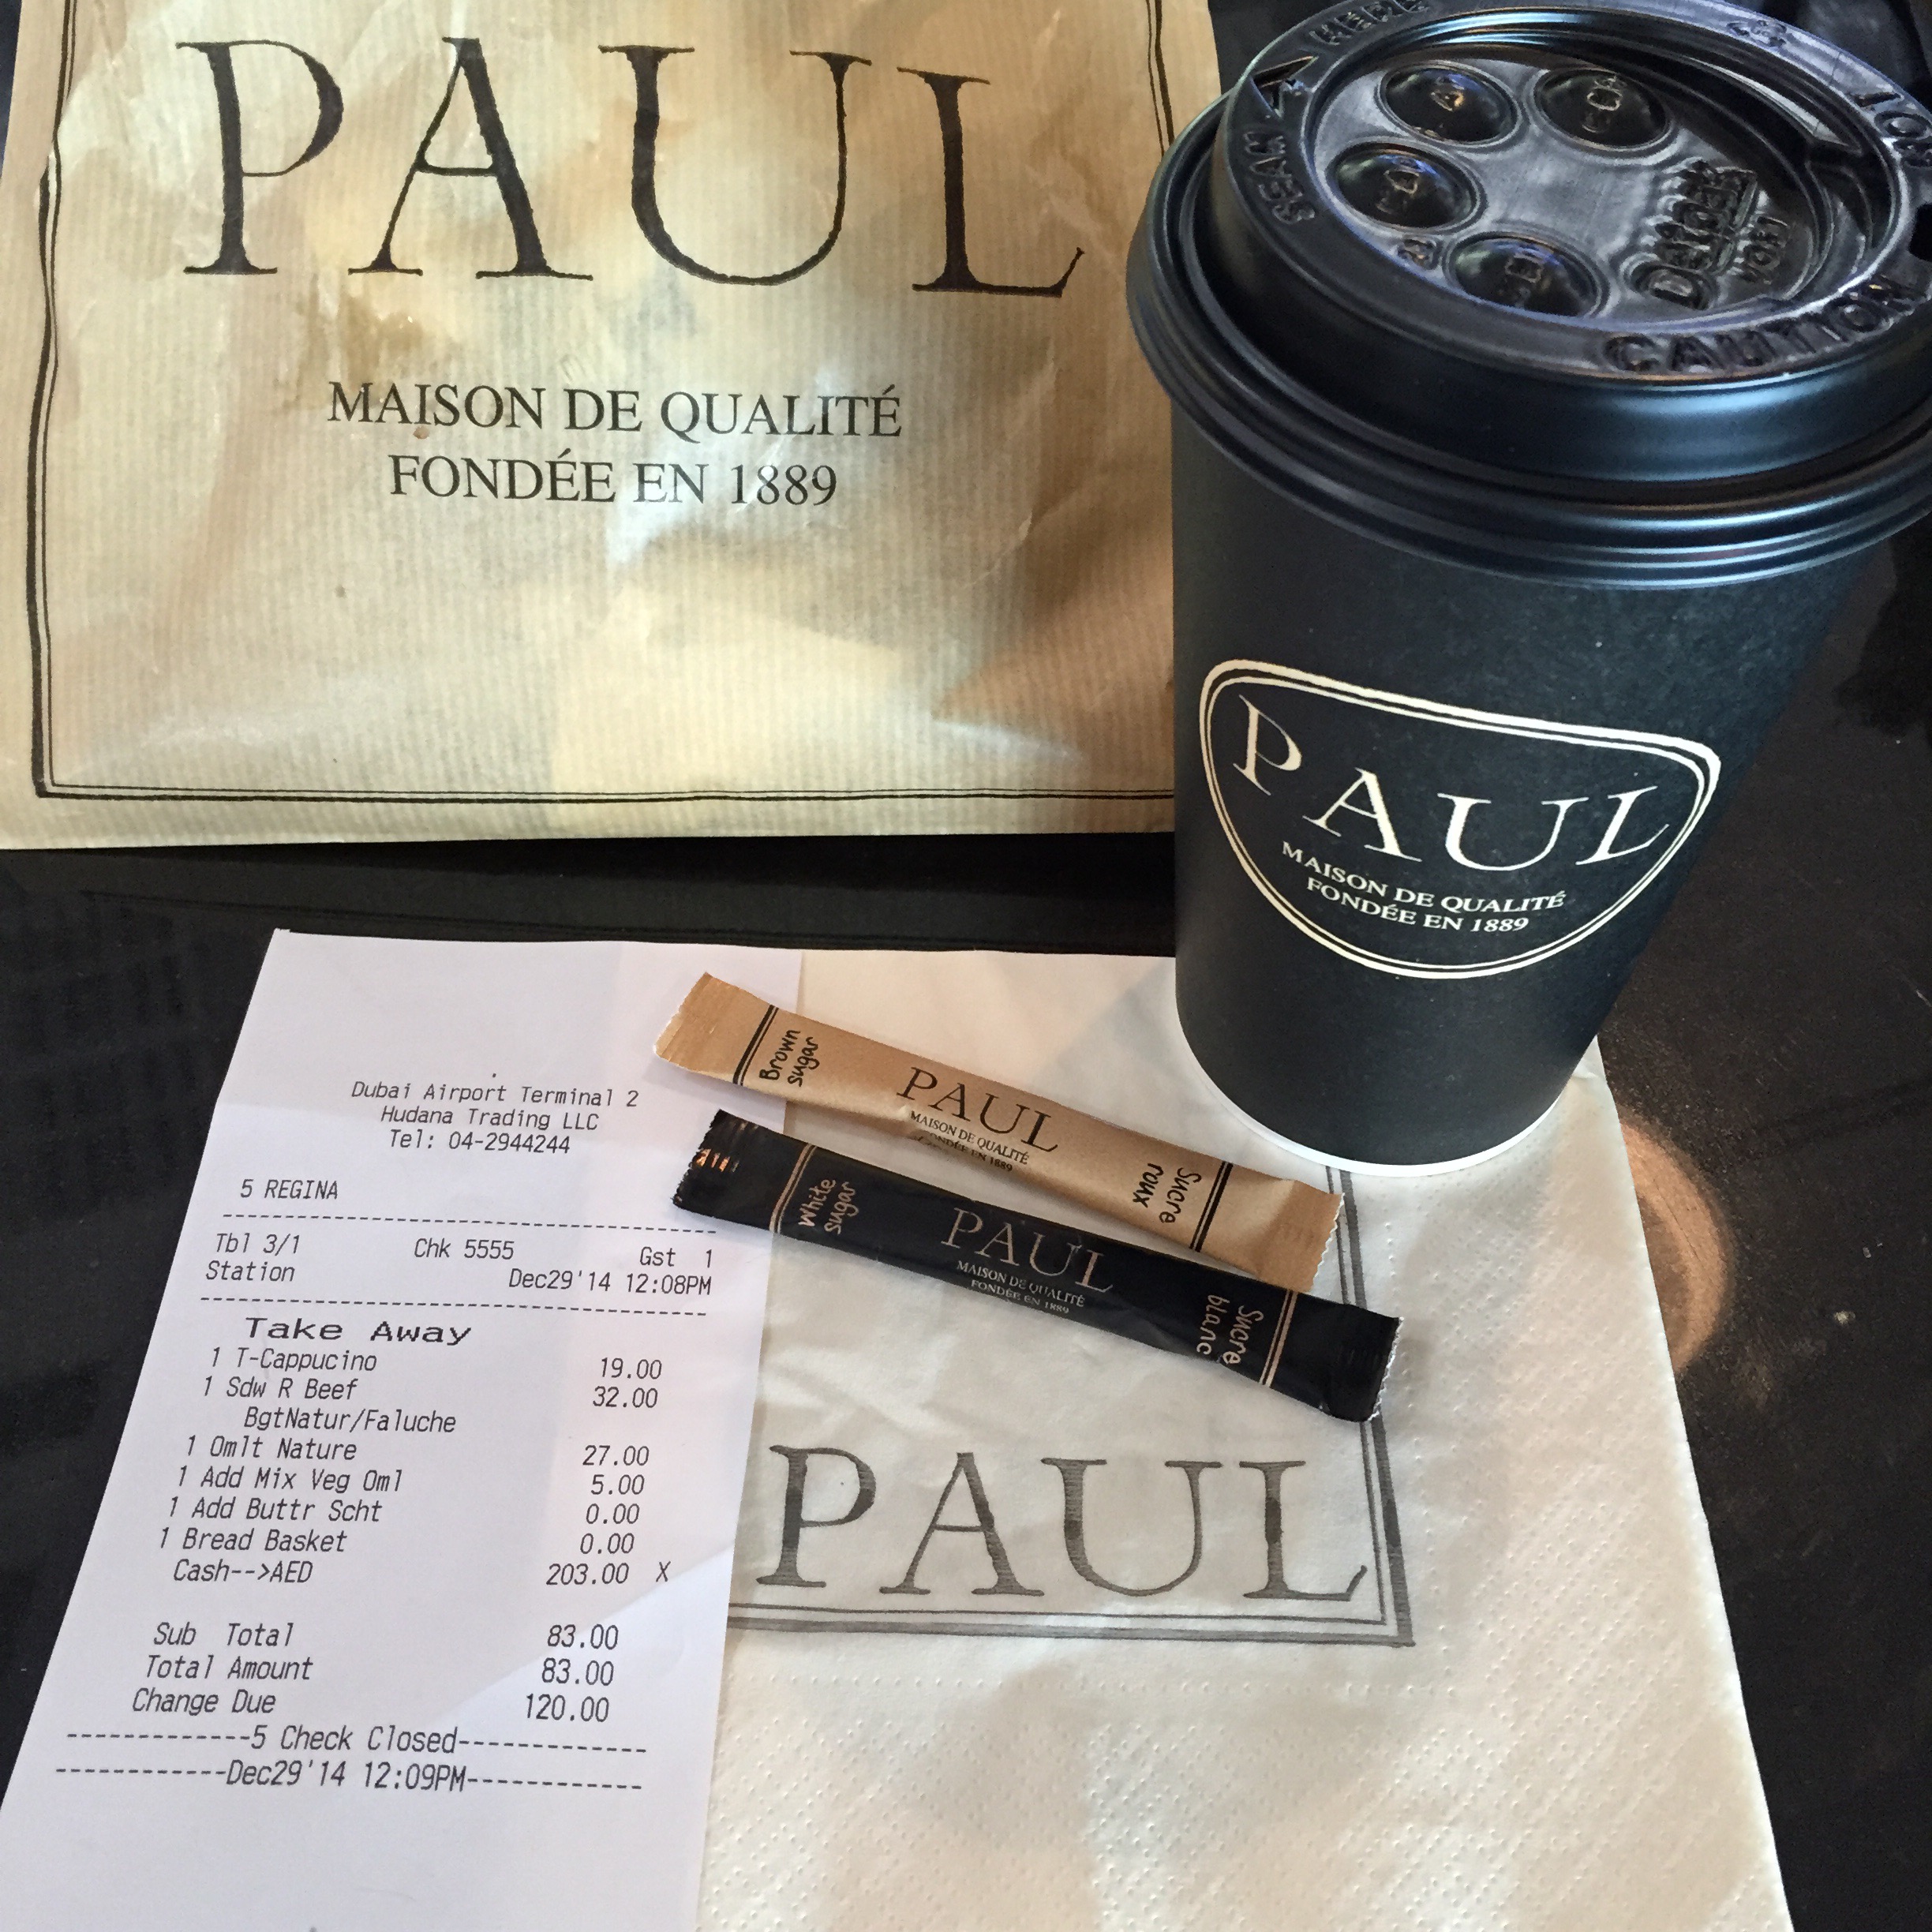 PAUL
MAISON DE QUALITÉ
FONDÉE EN 1889
HERE
CAUTION
PAUL
MAISON DE QUALITÉ
FONDÉE EN 1889
Brown
sugar
PAUL
MAISON DE QUALITÉ
FONDÉE EN 1889
Sucre
roux
White
sugar
PAUL
MAISON DE QUALITÉ
FONDÉE EN 1889
Sucre
blanc
Dubai Airport Terminal 2
Hudana Trading LLC
Tel: 04-2944244
5 REGINA
Tbl 3/1 Chk 5555 Gst 1
Station Dec29'14 12:08PM
Take Away
1 T-Cappucino 19.00
1 Sdw R Beef 32.00
BgtNatur/Faluche
1 Omlt Nature 27.00
1 Add Mix Veg Oml 5.00
1 Add Buttr Scht 0.00
1 Bread Basket 0.00
Cash-->AED 203.00 X
Sub Total 83.00
Total Amount 83.00
Change Due 120.00
-------------5 Check Closed-------------
------------Dec29'14 12:09PM------------
PAUL